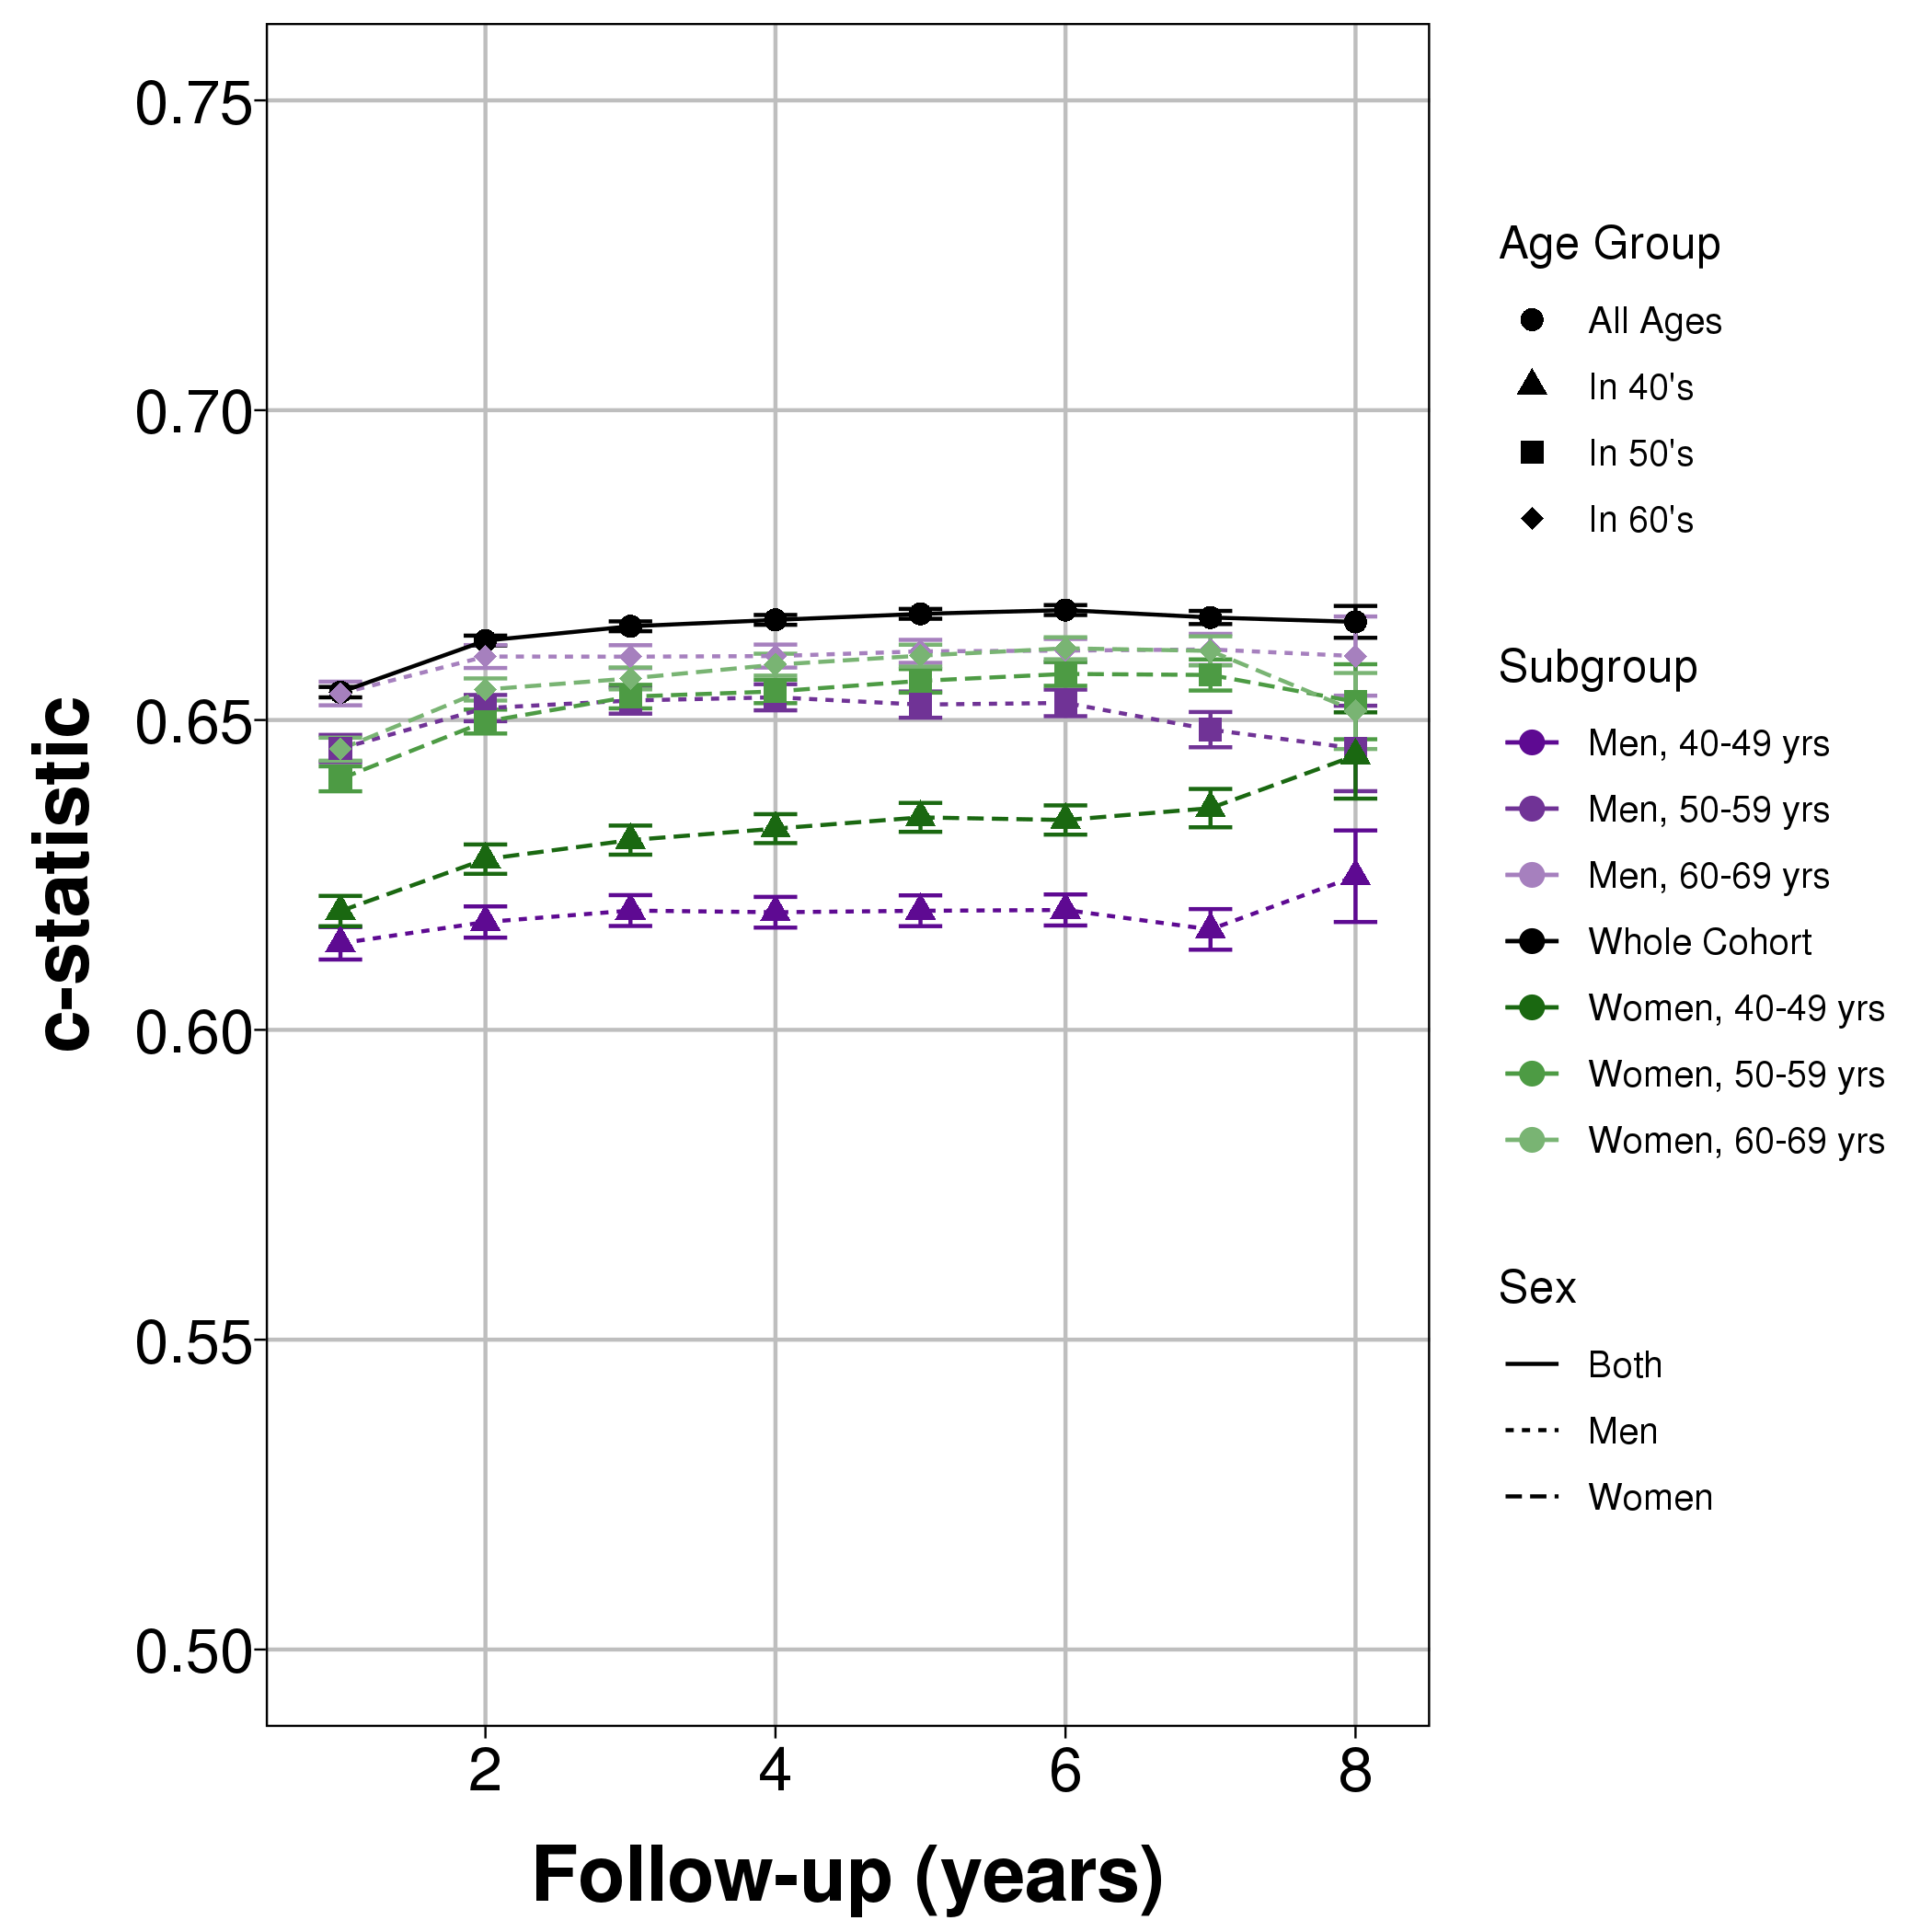 0.75
0.70
0.65
0.60
0.55
0.50
c-statistic
2 4 6 8
Follow-up (years)
Age Group
All Ages
In 40's
In 50's
In 60's
Subgroup
Men, 40-49 yrs
Men, 50-59 yrs
Men, 60-69 yrs
Whole Cohort
Women, 40-49 yrs
Women, 50-59 yrs
Women, 60-69 yrs
Sex
Both
Men
Women